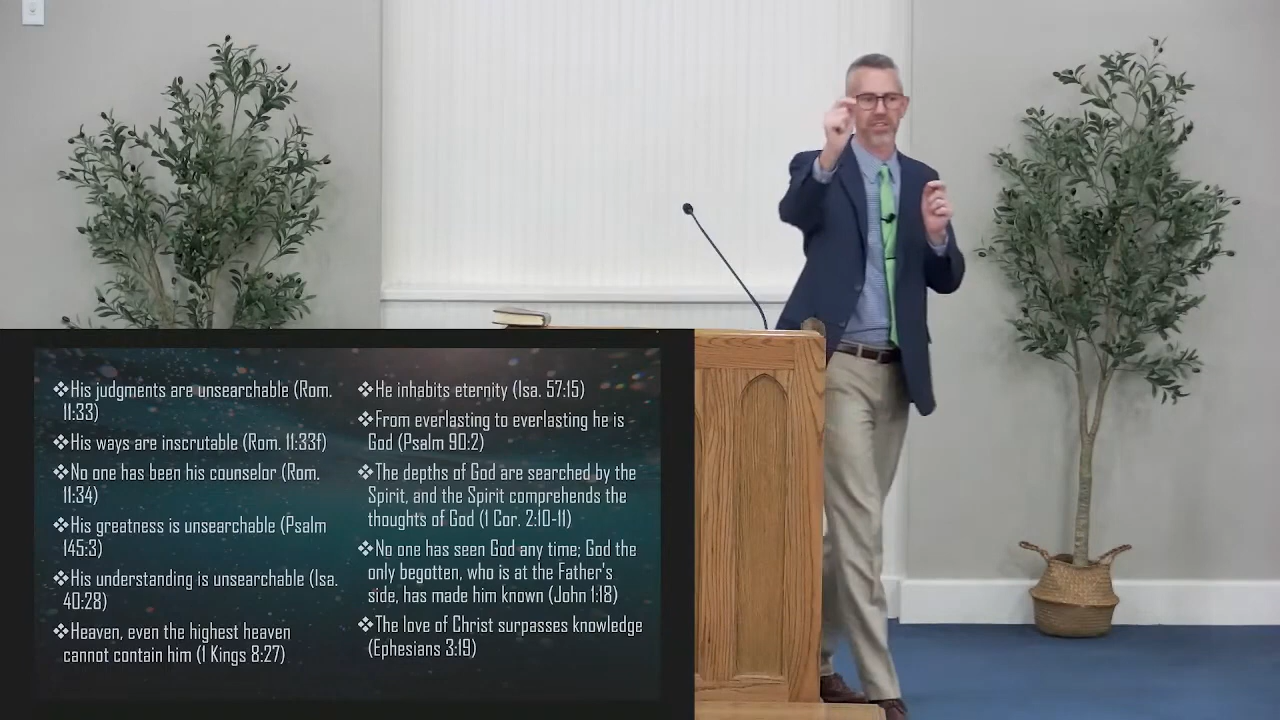 ❖His judgments are unsearchable (Rom.
11:33)
❖His ways are inscrutable (Rom. 11:33f)
❖No one has been his counselor (Rom.
11:34)
❖His greatness is unsearchable (Psalm
145:3)
❖His understanding is unsearchable (Isa.
40:28)
❖Heaven, even the highest heaven
cannot contain him (1 Kings 8:27)
❖He inhabits eternity (Isa. 57:15)
❖From everlasting to everlasting he is
God (Psalm 90:2)
❖The depths of God are searched by the
Spirit, and the Spirit comprehends the
thoughts of God (1 Cor. 2:10-11)
❖No one has seen God any time; God the
only begotten, who is at the Father's
side, has made him known (John 1:18)
❖The love of Christ surpasses knowledge
(Ephesians 3:19)